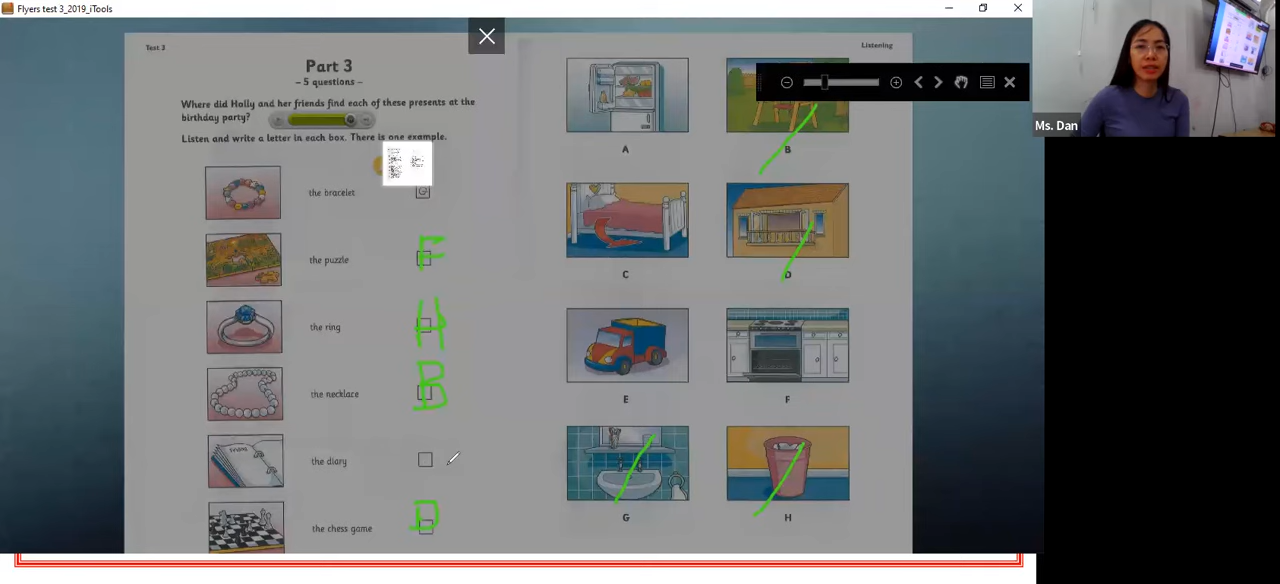 Flyers test 3_2019_iTools
Test 3
Listening
Part 3
– 5 questions –
Where did Holly and her friends find each of these presents at the
birthday party?
Listen and write a letter in each box. There is one example.
the bracelet G
the puzzle F
the ring H
the necklace B
the diary
the chess game D
A
B
C
D
E
F
G
H
Ms. Dan